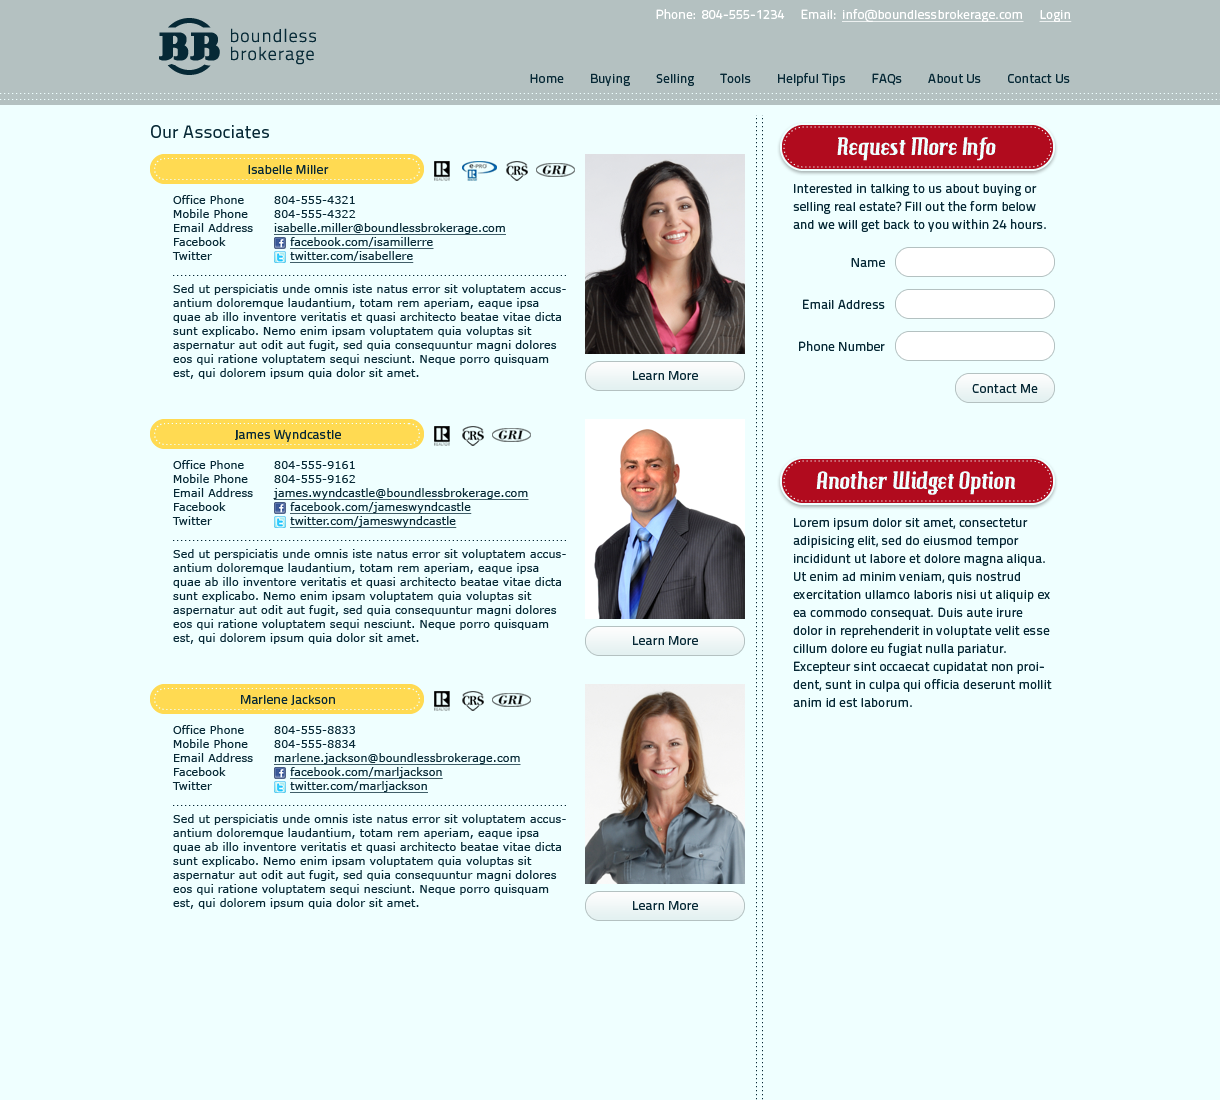 Phone: 804-555-1234 Email: info@boundlessbrokerage.com Login
BB boundless
brokerage
Home Buying Selling Tools Helpful Tips FAQs About Us Contact Us
Our Associates
Isabelle Miller
R REALTOR e-PRO CRS GRI
Office Phone 804-555-4321
Mobile Phone 804-555-4322
Email Address isabelle.miller@boundlessbrokerage.com
Facebook facebook.com/isamillerre
Twitter twitter.com/isabellere
Sed ut perspiciatis unde omnis iste natus error sit voluptatem accus-
antium doloremque laudantium, totam rem aperiam, eaque ipsa
quae ab illo inventore veritatis et quasi architecto beatae vitae dicta
sunt explicabo. Nemo enim ipsam voluptatem quia voluptas sit
aspernatur aut odit aut fugit, sed quia consequuntur magni dolores
eos qui ratione voluptatem sequi nesciunt. Neque porro quisquam
est, qui dolorem ipsum quia dolor sit amet.
Learn More
James Wyndcastle
R REALTOR CRS GRI
Office Phone 804-555-9161
Mobile Phone 804-555-9162
Email Address james.wyndcastle@boundlessbrokerage.com
Facebook facebook.com/jameswyndcastle
Twitter twitter.com/jameswyndcastle
Sed ut perspiciatis unde omnis iste natus error sit voluptatem accus-
antium doloremque laudantium, totam rem aperiam, eaque ipsa
quae ab illo inventore veritatis et quasi architecto beatae vitae dicta
sunt explicabo. Nemo enim ipsam voluptatem quia voluptas sit
aspernatur aut odit aut fugit, sed quia consequuntur magni dolores
eos qui ratione voluptatem sequi nesciunt. Neque porro quisquam
est, qui dolorem ipsum quia dolor sit amet.
Learn More
Marlene Jackson
R REALTOR CRS GRI
Office Phone 804-555-8833
Mobile Phone 804-555-8834
Email Address marlene.jackson@boundlessbrokerage.com
Facebook facebook.com/marljackson
Twitter twitter.com/marljackson
Sed ut perspiciatis unde omnis iste natus error sit voluptatem accus-
antium doloremque laudantium, totam rem aperiam, eaque ipsa
quae ab illo inventore veritatis et quasi architecto beatae vitae dicta
sunt explicabo. Nemo enim ipsam voluptatem quia voluptas sit
aspernatur aut odit aut fugit, sed quia consequuntur magni dolores
eos qui ratione voluptatem sequi nesciunt. Neque porro quisquam
est, qui dolorem ipsum quia dolor sit amet.
Learn More
Request More Info
Interested in talking to us about buying or
selling real estate? Fill out the form below
and we will get back to you within 24 hours.
Name
Email Address
Phone Number
Contact Me
Another Widget Option
Lorem ipsum dolor sit amet, consectetur
adipisicing elit, sed do eiusmod tempor
incididunt ut labore et dolore magna aliqua.
Ut enim ad minim veniam, quis nostrud
exercitation ullamco laboris nisi ut aliquip ex
ea commodo consequat. Duis aute irure
dolor in reprehenderit in voluptate velit esse
cillum dolore eu fugiat nulla pariatur.
Excepteur sint occaecat cupidatat non proi-
dent, sunt in culpa qui officia deserunt mollit
anim id est laborum.